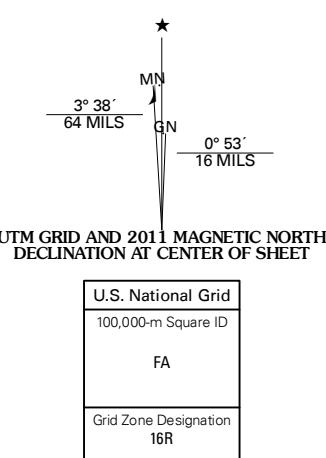 ★
MN
3° 38´
64 MILS
GN
0° 53´
16 MILS
UTM GRID AND 2011 MAGNETIC NORTH
DECLINATION AT CENTER OF SHEET
U.S. National Grid
100,000-m Square ID
FA
Grid Zone Designation
16R